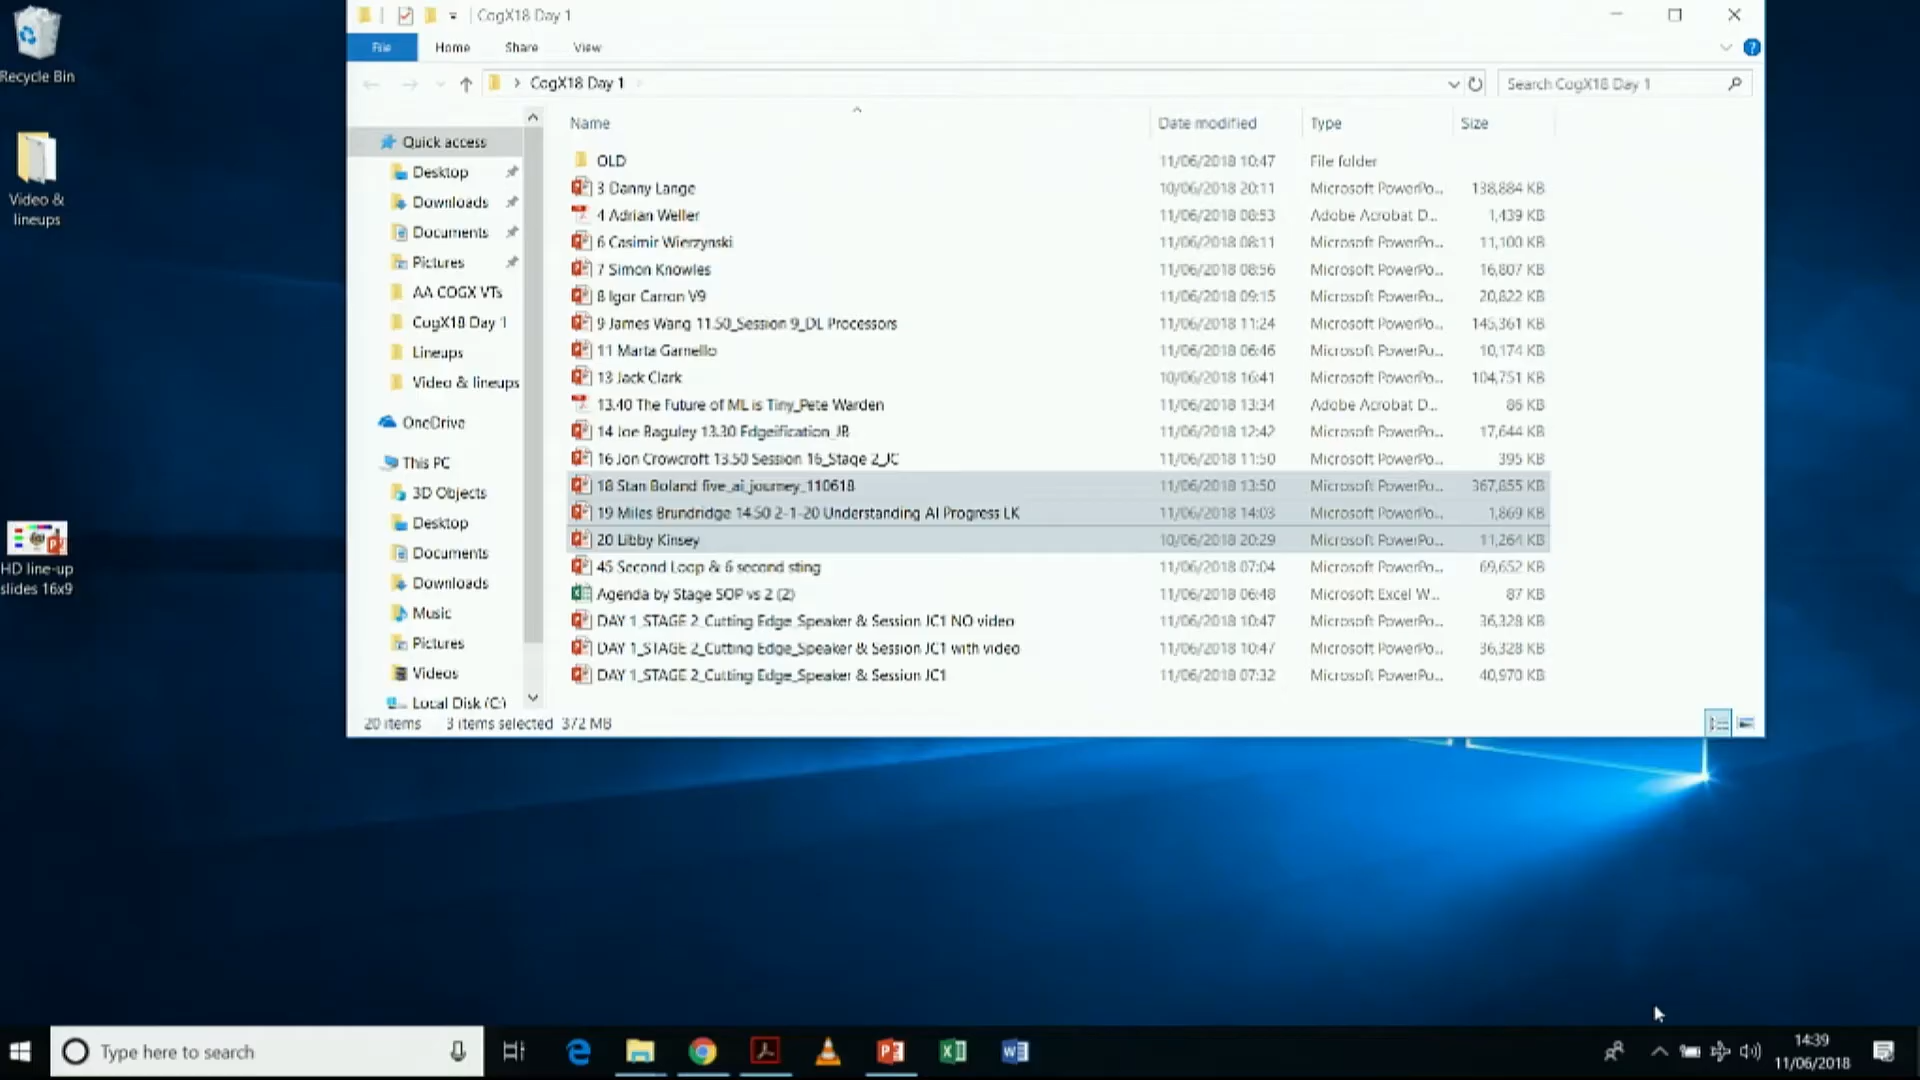 Recycle Bin
Video &
lineups
HD line-up
slides 16x9
CogX18 Day 1
File Home Share View
CogX18 Day 1
Search CogX18 Day 1
Quick access
Desktop
Downloads
Documents
Pictures
AA COGX VTs
CogX18 Day 1
Lineups
Video & lineups
OneDrive
This PC
3D Objects
Desktop
Documents
Downloads
Music
Pictures
Videos
Local Disk (C:)
Name Date modified Type Size
OLD 11/06/2018 10:47 File folder
3 Danny Lange 10/06/2018 20:11 Microsoft PowerPo... 138,884 KB
4 Adrian Weller 11/06/2018 08:53 Adobe Acrobat D... 1,439 KB
6 Casimir Wierzynski 11/06/2018 08:11 Microsoft PowerPo... 11,100 KB
7 Simon Knowles 11/06/2018 08:56 Microsoft PowerPo... 16,807 KB
8 Igor Carron V9 11/06/2018 09:15 Microsoft PowerPo... 20,822 KB
9 James Wang 11.50_Session 9_DL Processors 11/06/2018 11:24 Microsoft PowerPo... 145,361 KB
11 Marta Garnello 11/06/2018 06:46 Microsoft PowerPo... 10,174 KB
13 Jack Clark 10/06/2018 16:41 Microsoft PowerPo... 104,751 KB
13.40 The Future of ML is Tiny_Pete Warden 11/06/2018 13:34 Adobe Acrobat D... 86 KB
14 Joe Baguley 13.30 Edgeification_JB 11/06/2018 12:42 Microsoft PowerPo... 17,644 KB
16 Jon Crowcroft 13.50 Session 16_Stage 2_JC 11/06/2018 11:50 Microsoft PowerPo... 395 KB
18 Stan Boland five_ai_journey_110618 11/06/2018 13:50 Microsoft PowerPo... 367,855 KB
19 Miles Brundridge 14.50 2-1-20 Understanding AI Progress LK 11/06/2018 14:03 Microsoft PowerPo... 1,869 KB
20 Libby Kinsey 10/06/2018 20:29 Microsoft PowerPo... 11,264 KB
45 Second Loop & 6 second sting 11/06/2018 07:04 Microsoft PowerPo... 69,652 KB
Agenda by Stage SOP vs 2 (2) 11/06/2018 06:48 Microsoft Excel W... 87 KB
DAY 1_STAGE 2_Cutting Edge_Speaker & Session JC1 NO video 11/06/2018 10:47 Microsoft PowerPo... 36,328 KB
DAY 1_STAGE 2_Cutting Edge_Speaker & Session JC1 with video 11/06/2018 10:47 Microsoft PowerPo... 36,328 KB
DAY 1_STAGE 2_Cutting Edge_Speaker & Session JC1 11/06/2018 07:32 Microsoft PowerPo... 40,970 KB
20 items 3 items selected 372 MB
Type here to search
14:39
11/06/2018